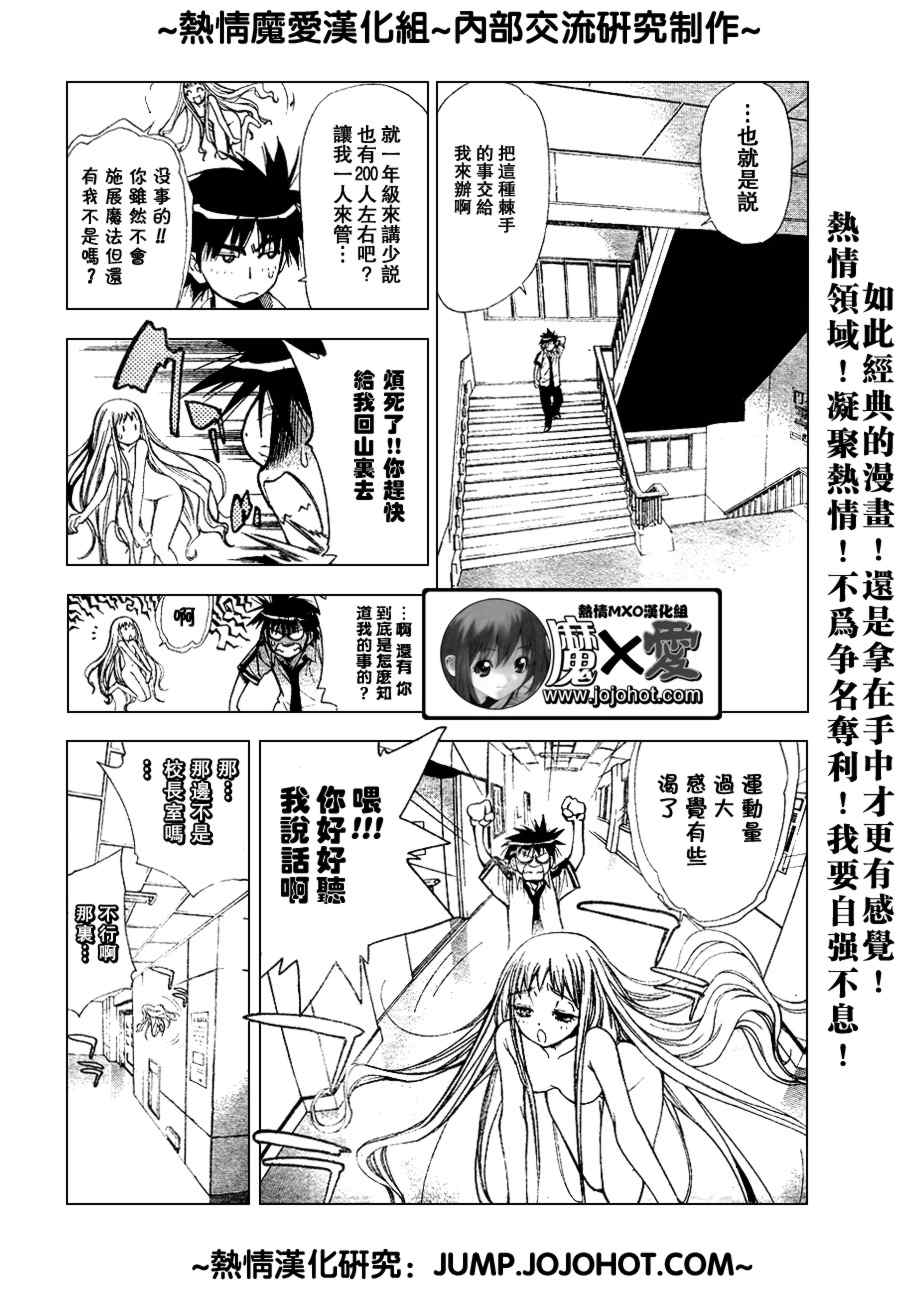 ~熱情魔愛漢化組~內部交流研究制作~
…也就是説
把這種棘手
的事交給
我來辦啊
就一年級來講少説
也有200人左右吧？
讓我一人來管…
没事的!!
你雖然不會
施展魔法但還
有我不是嗎？
煩死了!!你趕快
給我回山裏去
…啊 還有 你
到底是怎麽知
道我的事的？
啊
熱情MXO漢化組
魔×愛
www.jojohot.com
運動量
過大
感覺有些
渴了
喂!!!
你好好聽
我說話啊
那…
那邊不是
校長室嗎
…
不行啊
那裏…
如此經典的漫畫！還是拿在手中才更有感覺！
熱情領域！凝聚熱情！不爲争名奪利！我要自强不息！
~熱情漢化研究：JUMP.JOJOHOT.COM~